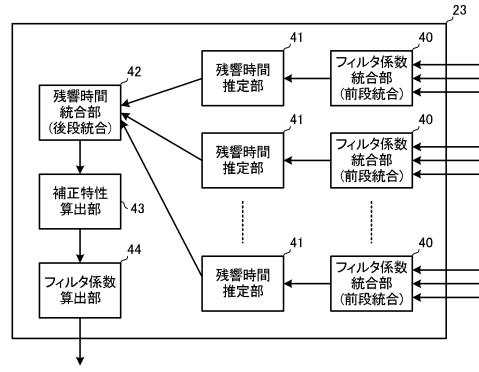 23
42
残響時間
統合部
(後段統合)
41
残響時間
推定部
40
フィルタ係数
統合部
(前段統合)
41
残響時間
推定部
40
フィルタ係数
統合部
(前段統合)
補正特性
算出部
43
44
フィルタ係数
算出部
41
残響時間
推定部
40
フィルタ係数
統合部
(前段統合)